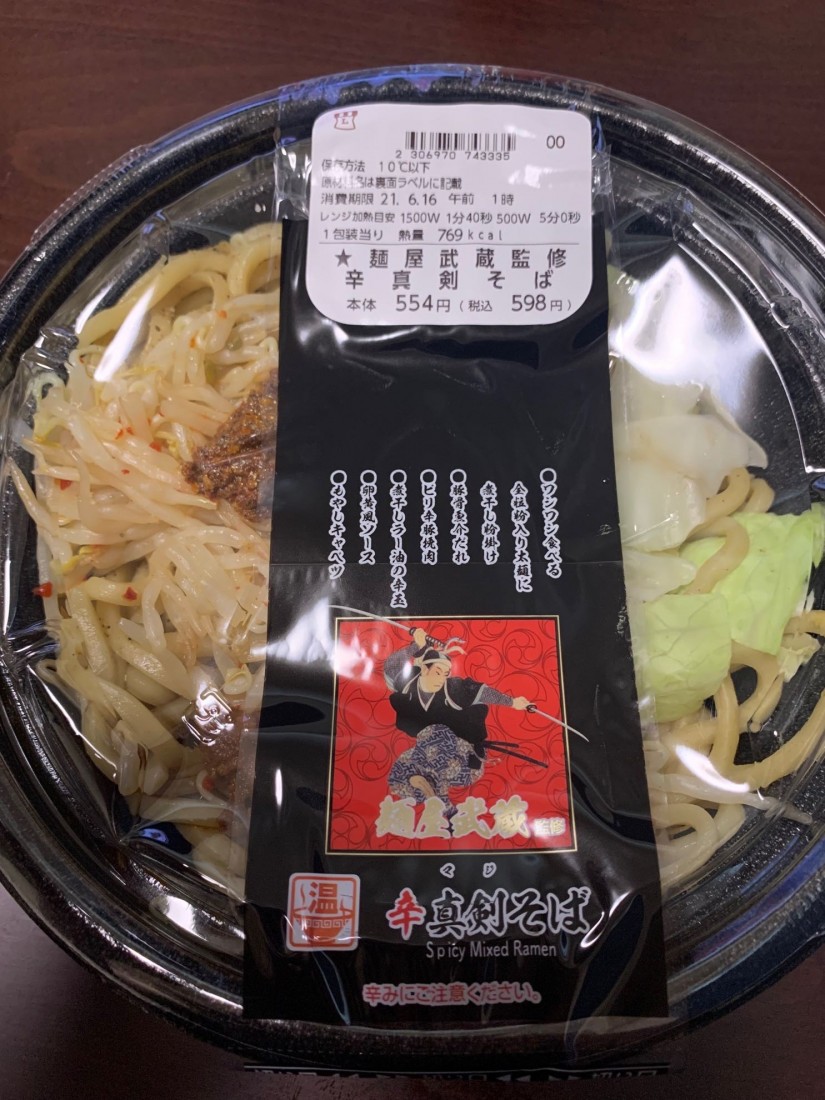 2 306970 743335
00
保存方法 10℃以下
原材料名は裏面ラベルに記載
消費期限 21. 6.16 午前 1時
レンジ加熱目安 1500W 1分40秒 500W 5分0秒
1包装当り 熱量 769kcal
★麺屋武蔵監修
辛真剣そば
本体 554円(税込 598円)
●ワシワシ食べる
全粒粉入り太麺に
煮干し粉掛け
●豚骨魚介だれ
●ピリ辛豚焼肉
●煮干しラー油の辛玉
●卵黄風ソース
●もやしキャベツ
麺屋武蔵 監修
マジ
温
辛真剣そば
Spicy Mixed Ramen
辛みにご注意ください。